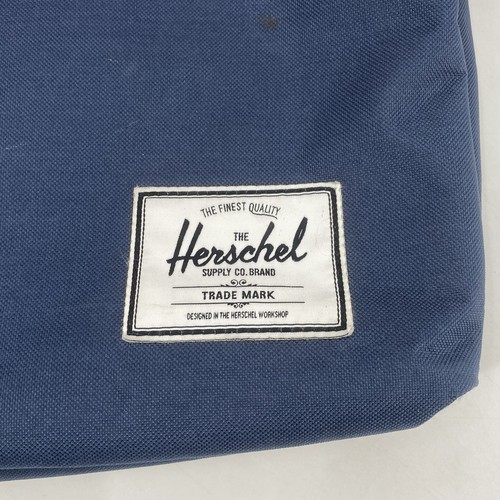 THE FINEST QUALITY
THE
Herschel
SUPPLY CO. BRAND
TRADE MARK
DESIGNED IN THE HERSCHEL WORKSHOP